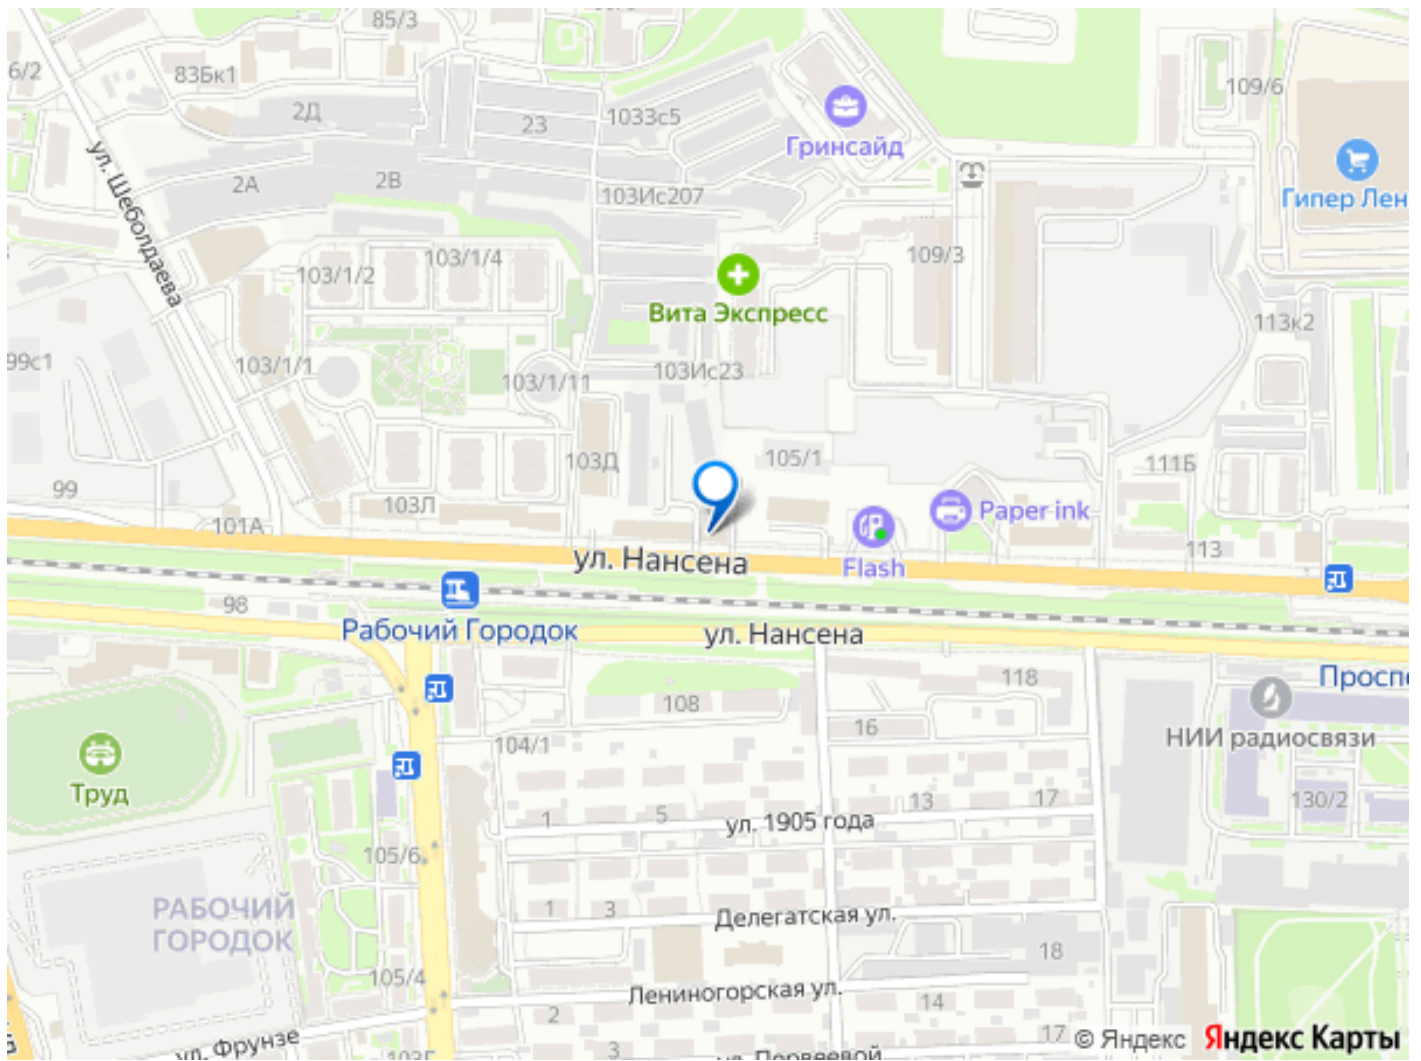 85/3
6/2
83Бк1
109/6
2Д
23
1033с5
Гринсайд
ул. Шеболдаева
2А
2В
103Ис207
Гипер Лен
103/1/2
103/1/4
109/3
Вита Экспресс
113к2
99с1
103/1/1
103/1/11
103Ис23
103Д
105/1
111Б
99
103Л
101А
Paper ink
Flash
113
ул. Нансена
98
Рабочий Городок
ул. Нансена
108
118
Просп
16
НИИ радиосвязи
104/1
Труд
1
5
ул. 1905 года
13
17
130/2
105/6
РАБОЧИЙ
ГОРОДОК
1
3
Делегатская ул.
18
105/4
Лениногорская ул.
2
14
ул. Фрунзе
3
17
© Яндекс
Яндекс Карты